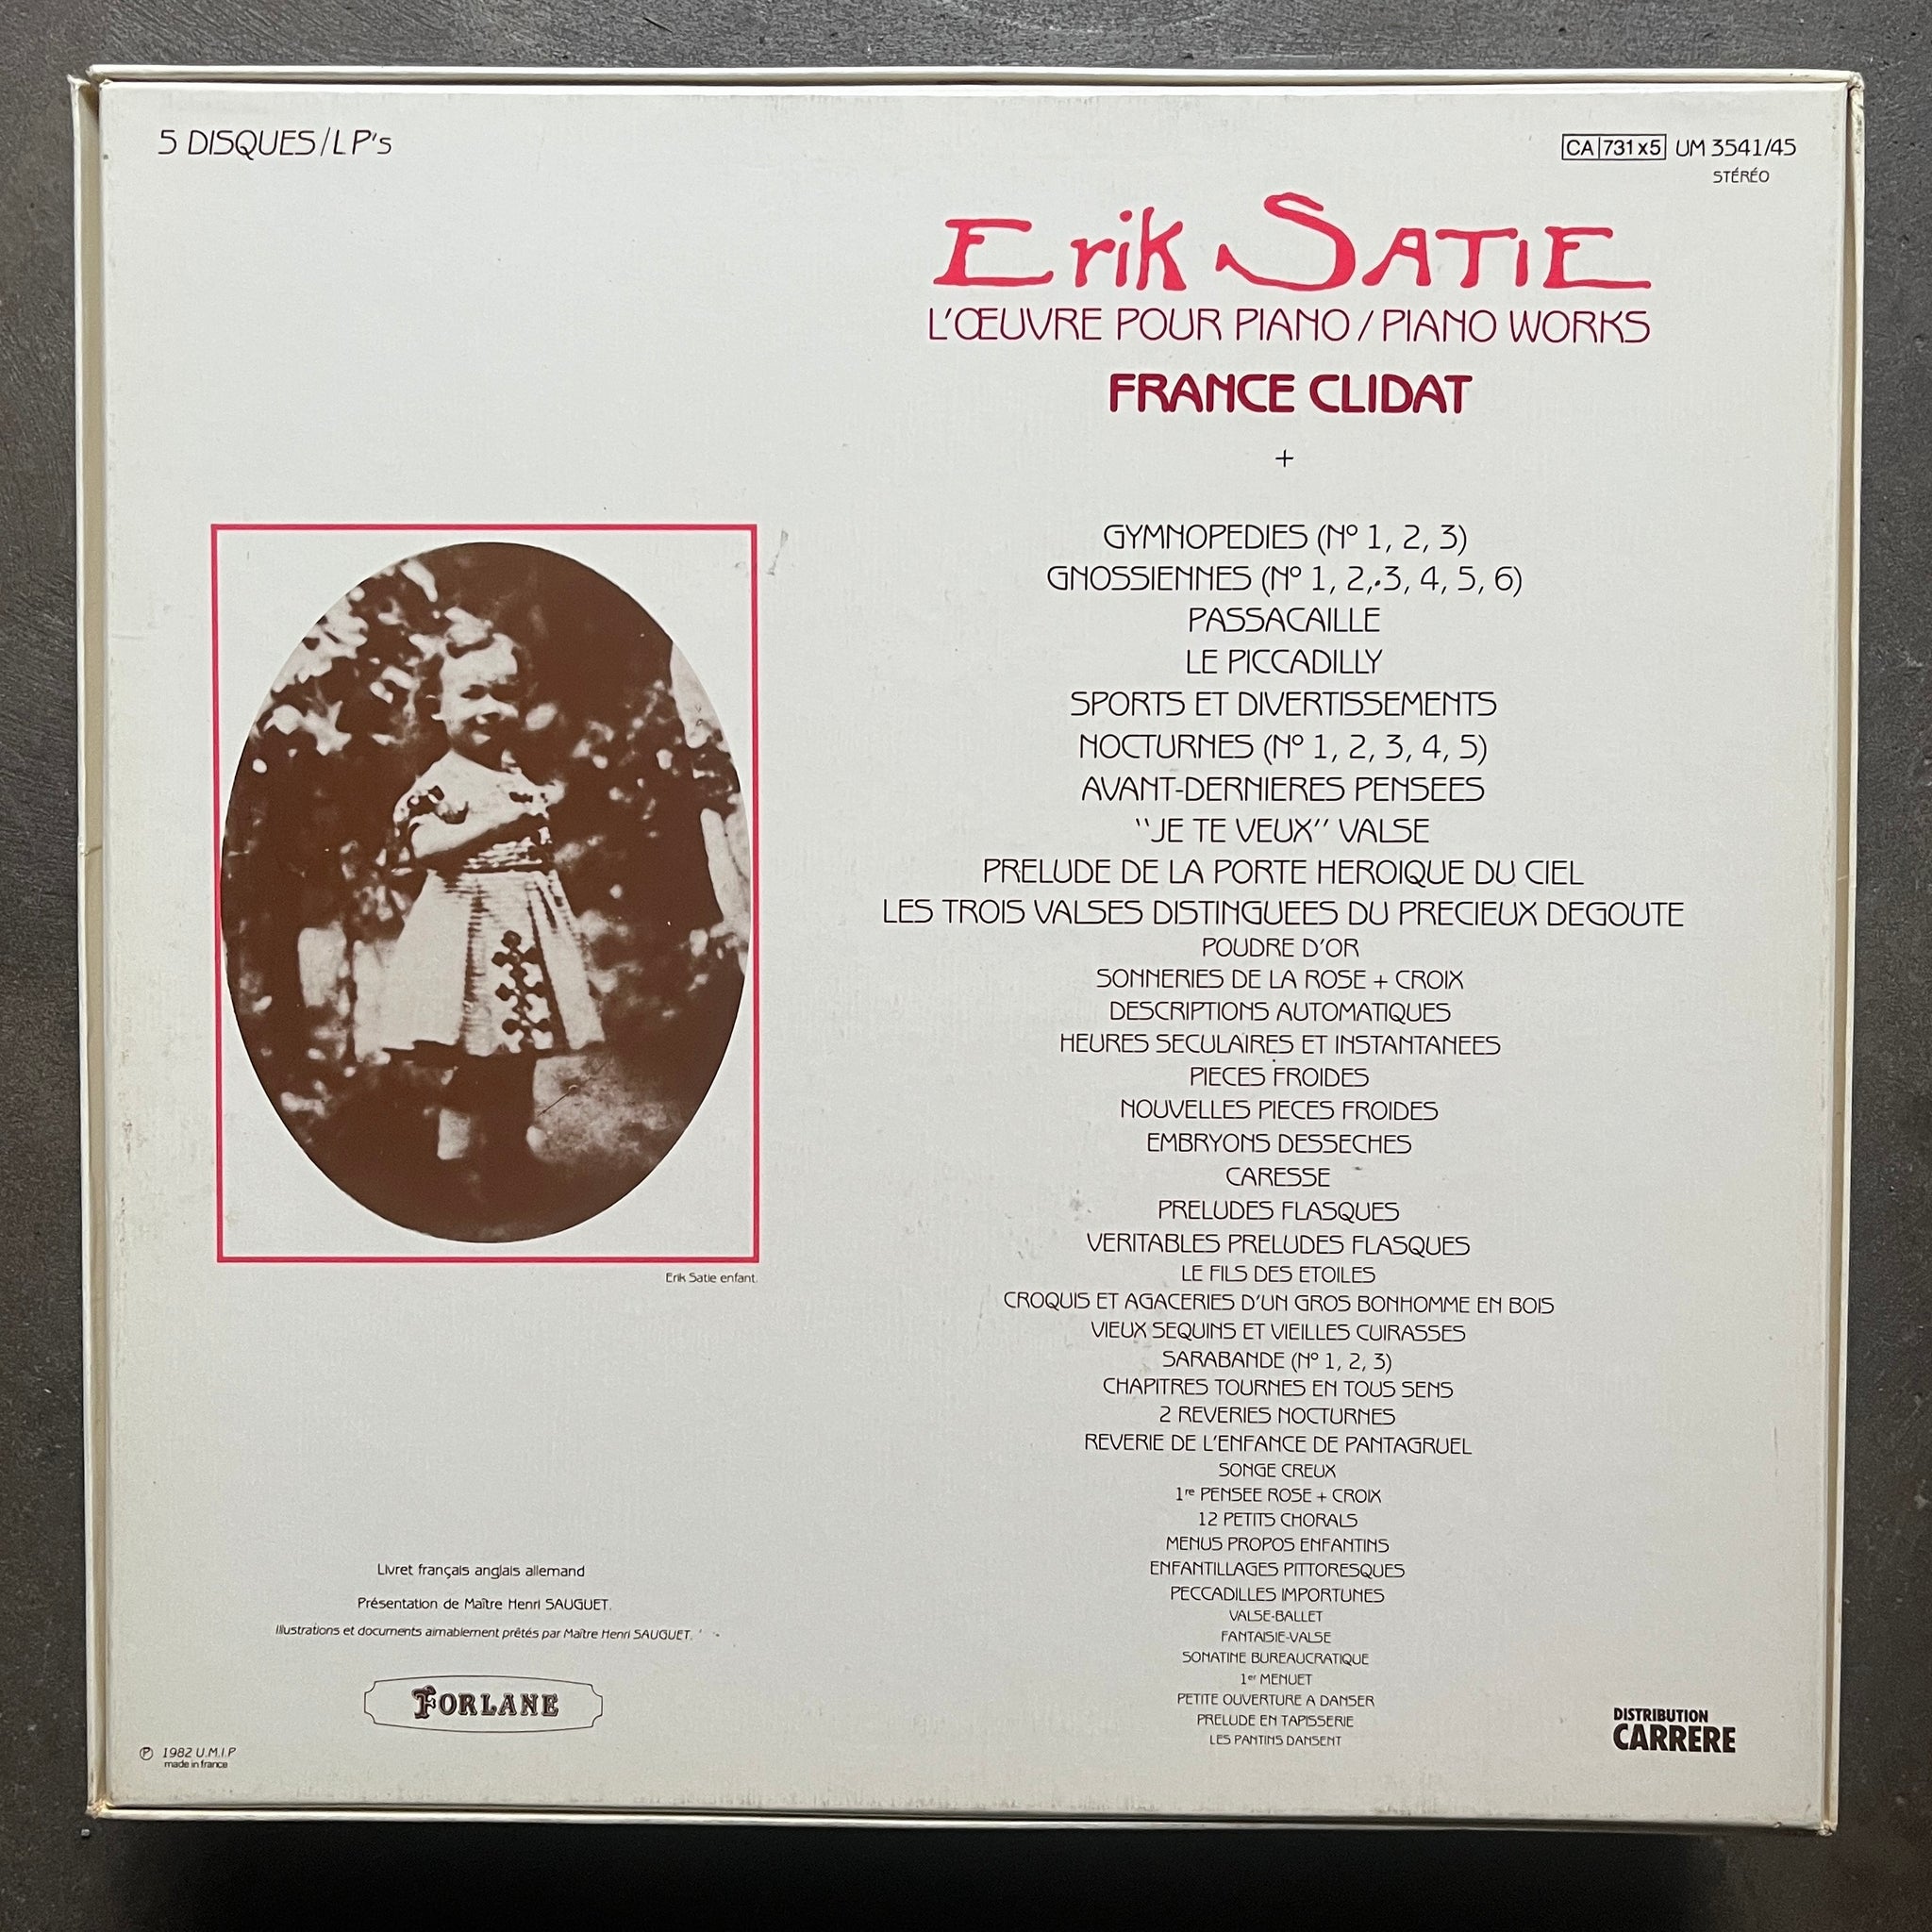 5 DISQUES/LP's
CA 731x5 UM 3541/45
STÉRÉO
Erik SATIE
L'ŒUVRE POUR PIANO / PIANO WORKS
FRANCE CLIDAT
+
GYMNOPEDIES (Nº 1, 2, 3)
GNOSSIENNES (Nº 1, 2, 3, 4, 5, 6)
PASSACAILLE
LE PICCADILLY
SPORTS ET DIVERTISSEMENTS
NOCTURNES (Nº 1, 2, 3, 4, 5)
AVANT-DERNIERES PENSEES
"JE TE VEUX" VALSE
PRELUDE DE LA PORTE HEROIQUE DU CIEL
LES TROIS VALSES DISTINGUEES DU PRECIEUX DEGOUTE
POUDRE D'OR
SONNERIES DE LA ROSE + CROIX
DESCRIPTIONS AUTOMATIQUES
HEURES SECULAIRES ET INSTANTANEES
PIECES FROIDES
NOUVELLES PIECES FROIDES
EMBRYONS DESSECHES
CARESSE
PRELUDES FLASQUES
VERITABLES PRELUDES FLASQUES
LE FILS DES ETOILES
CROQUIS ET AGACERIES D'UN GROS BONHOMME EN BOIS
VIEUX SEQUINS ET VIEILLES CUIRASSES
SARABANDE (Nº 1, 2, 3)
CHAPITRES TOURNES EN TOUS SENS
2 REVERIES NOCTURNES
REVERIE DE L'ENFANCE DE PANTAGRUEL
SONGE CREUX
1re PENSEE ROSE + CROIX
12 PETITS CHORALS
MENUS PROPOS ENFANTINS
ENFANTILLAGES PITTORESQUES
PECCADILLES IMPORTUNES
VALSE-BALLET
FANTAISIE-VALSE
SONATINE BUREAUCRATIQUE
1er MENUET
PETITE OUVERTURE A DANSER
PRELUDE EN TAPISSERIE
LES PANTINS DANSENT
Erik Satie enfant.
Livret français anglais allemand
Présentation de Maître Henri SAUGUET.
Illustrations et documents aimablement prêtés par Maître Henri SAUGUET.
FORLANE
℗ 1982 U.M.I.P
made in france
DISTRIBUTION
CARRERE